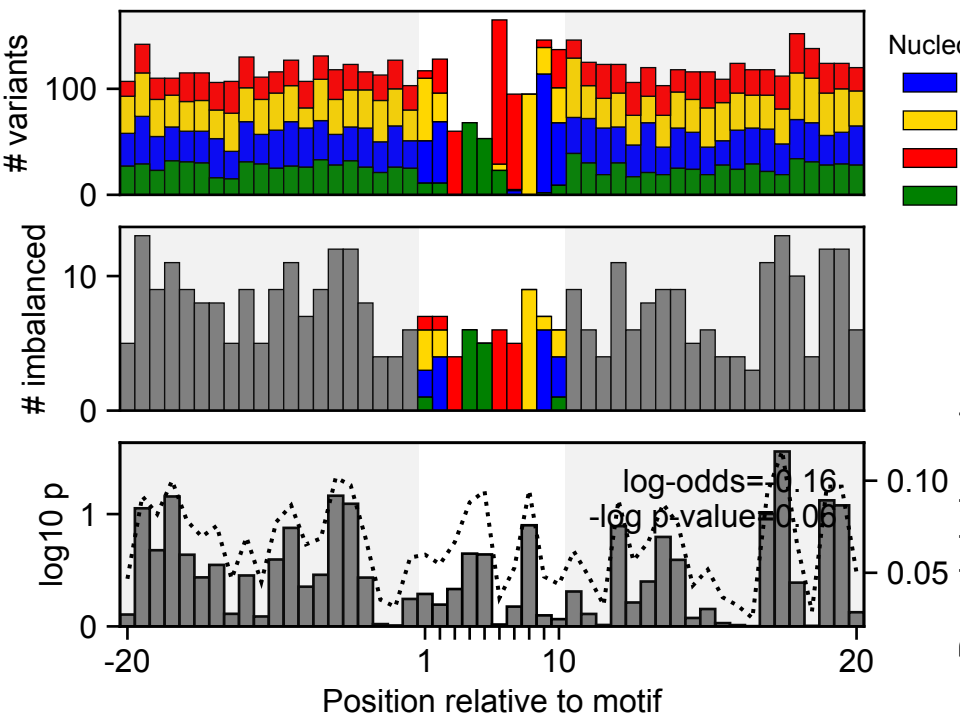 # variants
100
0
Nucleo
# imbalanced
10
0
log10 p
1
0
log-odds=-0.16
-log p-value=0.06
0.10
0.05
-20
1
10
20
Position relative to motif